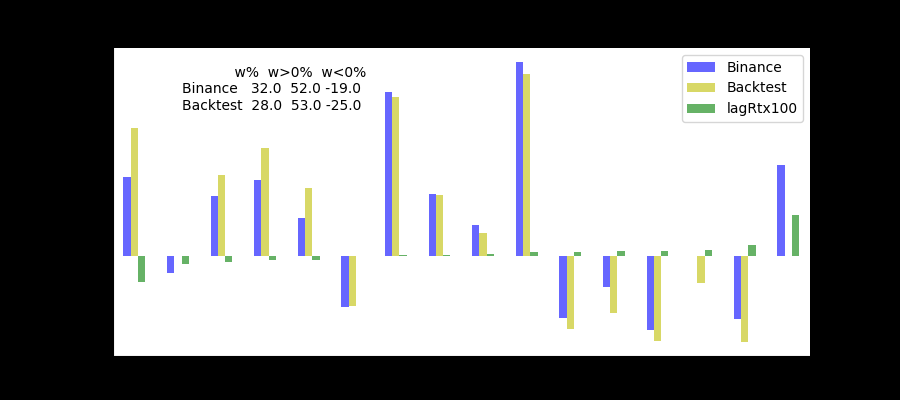 w% w>0% w<0%
Binance 32.0 52.0 -19.0
Backtest 28.0 53.0 -25.0
Binance
Backtest
lagRtx100